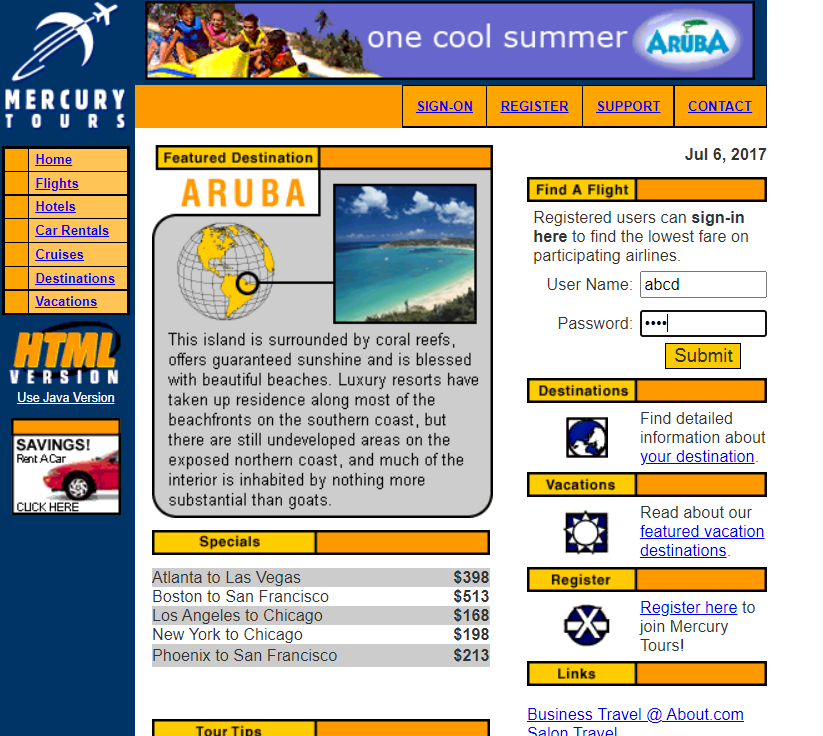 one cool summer ARUBA
MERCURY
TOURS
SIGN-ON REGISTER SUPPORT CONTACT
Home
Flights
Hotels
Car Rentals
Cruises
Destinations
Vacations
HTML
VERSION
Use Java Version
SAVINGS!
Rent A Car
CLICK HERE
Featured Destination
ARUBA
This island is surrounded by coral reefs,
offers guaranteed sunshine and is blessed
with beautiful beaches. Luxury resorts have
taken up residence along most of the
beachfronts on the southern coast, but
there are still undeveloped areas on the
exposed northern coast, and much of the
interior is inhabited by nothing more
substantial than goats.
Specials
Atlanta to Las Vegas $398
Boston to San Francisco $513
Los Angeles to Chicago $168
New York to Chicago $198
Phoenix to San Francisco $213
Tour Tips
Jul 6, 2017
Find A Flight
Registered users can sign-in
here to find the lowest fare on
participating airlines.
User Name: abcd
Password: ••••
Submit
Destinations
Find detailed
information about
your destination.
Vacations
Read about our
featured vacation
destinations.
Register
Register here to
join Mercury
Tours!
Links
Business Travel @ About.com
Salon Travel